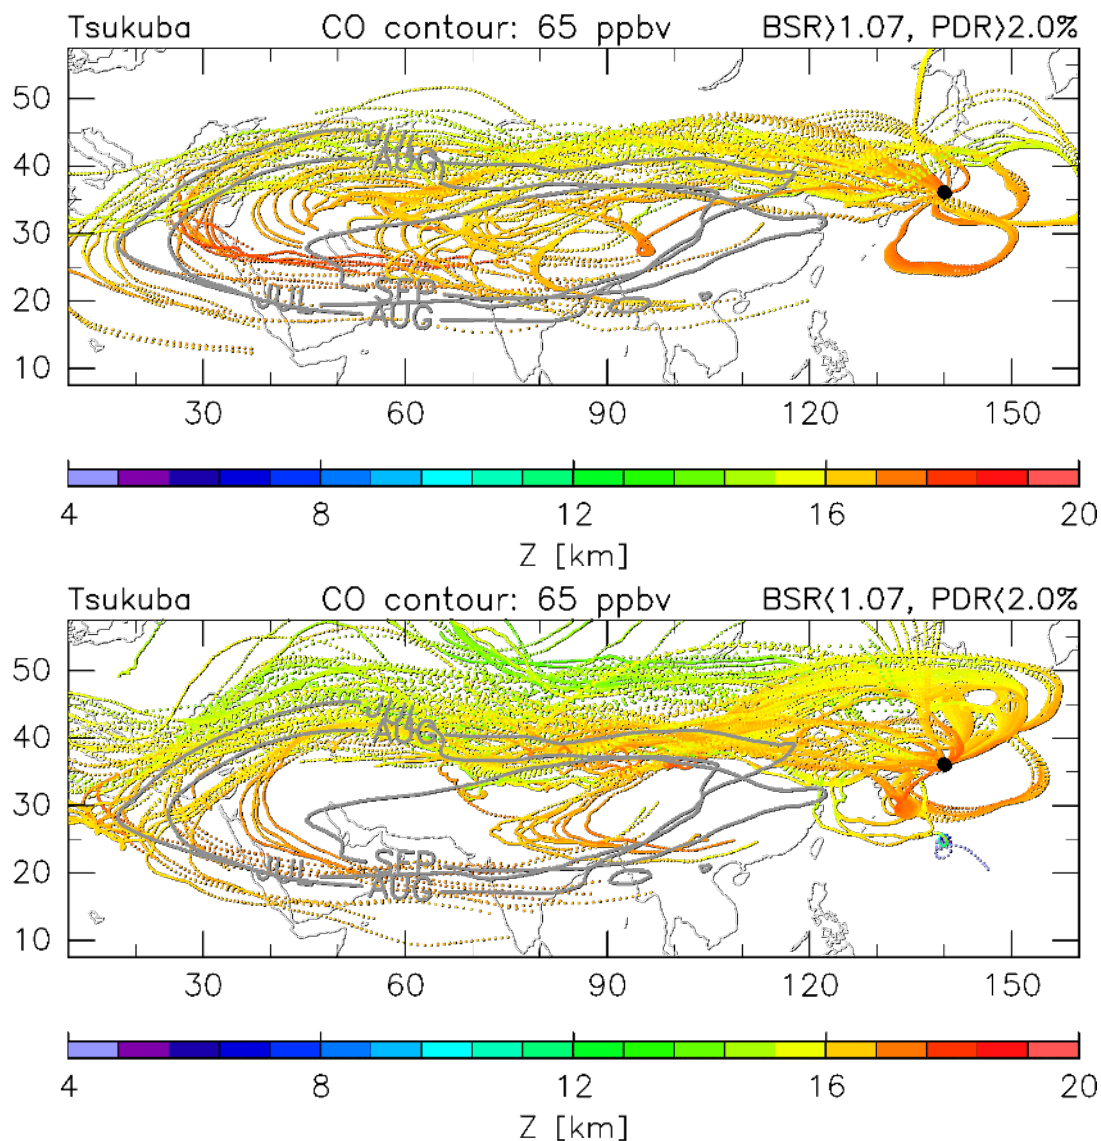 Tsukuba CO contour: 65 ppbv BSR>1.07, PDR>2.0%
50
40
30
20
10
JUL
AUG
SEP
JUL
AUG
30 60 90 120 150
4 8 12 16 20
Z [km]
Tsukuba CO contour: 65 ppbv BSR<1.07, PDR<2.0%
50
40
30
20
10
JUL
AUG
SEP
JUL
AUG
30 60 90 120 150
4 8 12 16 20
Z [km]